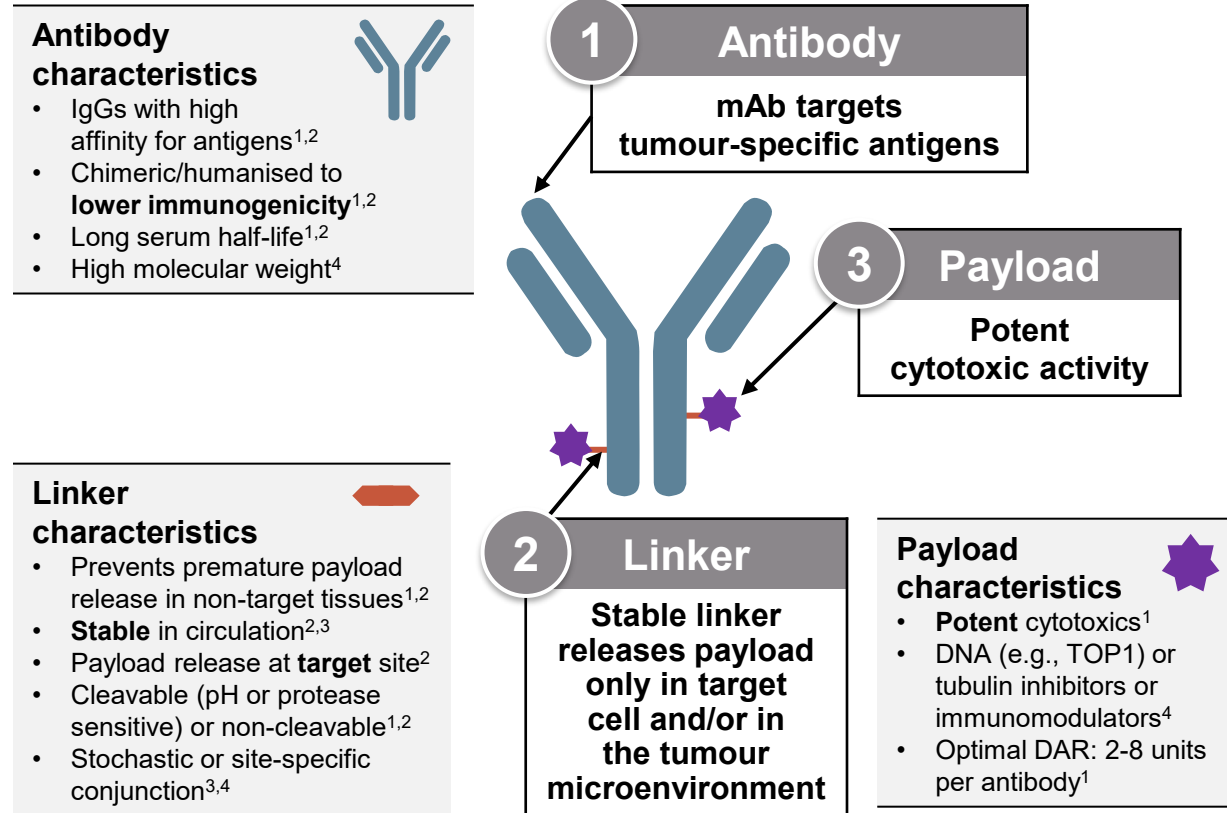 Antibody
characteristics
• IgGs with high
affinity for antigens1,2
• Chimeric/humanised to
lower immunogenicity1,2
• Long serum half-life1,2
• High molecular weight4
1
Antibody
mAb targets
tumour-specific antigens
3
Payload
Potent
cytotoxic activity
Linker
characteristics
• Prevents premature payload
release in non-target tissues1,2
• Stable in circulation2,3
• Payload release at target site2
• Cleavable (pH or protease
sensitive) or non-cleavable1,2
• Stochastic or site-specific
conjunction3,4
2
Linker
Stable linker
releases payload
only in target
cell and/or in
the tumour
microenvironment
Payload
characteristics
• Potent cytotoxics1
• DNA (e.g., TOP1) or
tubulin inhibitors or
immunomodulators4
• Optimal DAR: 2-8 units
per antibody1